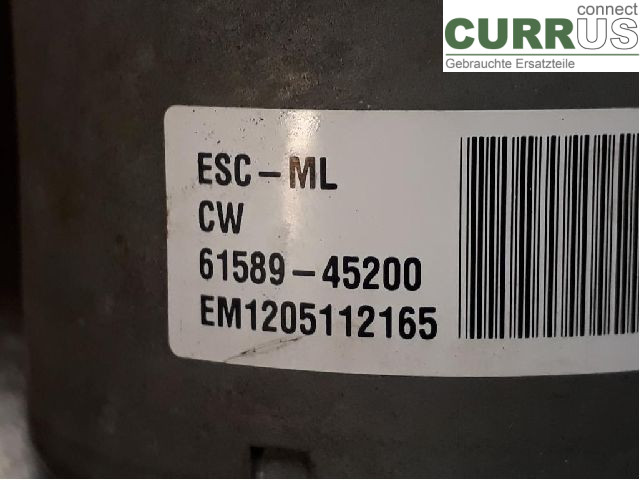 connect
CURRUS
Gebrauchte Ersatzteile
ESC-ML
CW
61589-45200
EM1205112165